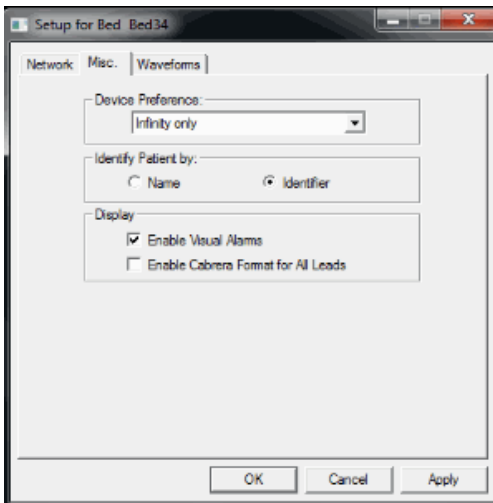 Setup for Bed Bed34
Network Misc. Waveforms
Device Preference:
Infinity only
Identify Patient by:
Name Identifier
Display
Enable Visual Alarms
Enable Cabrera Format for All Leads
OK Cancel Apply